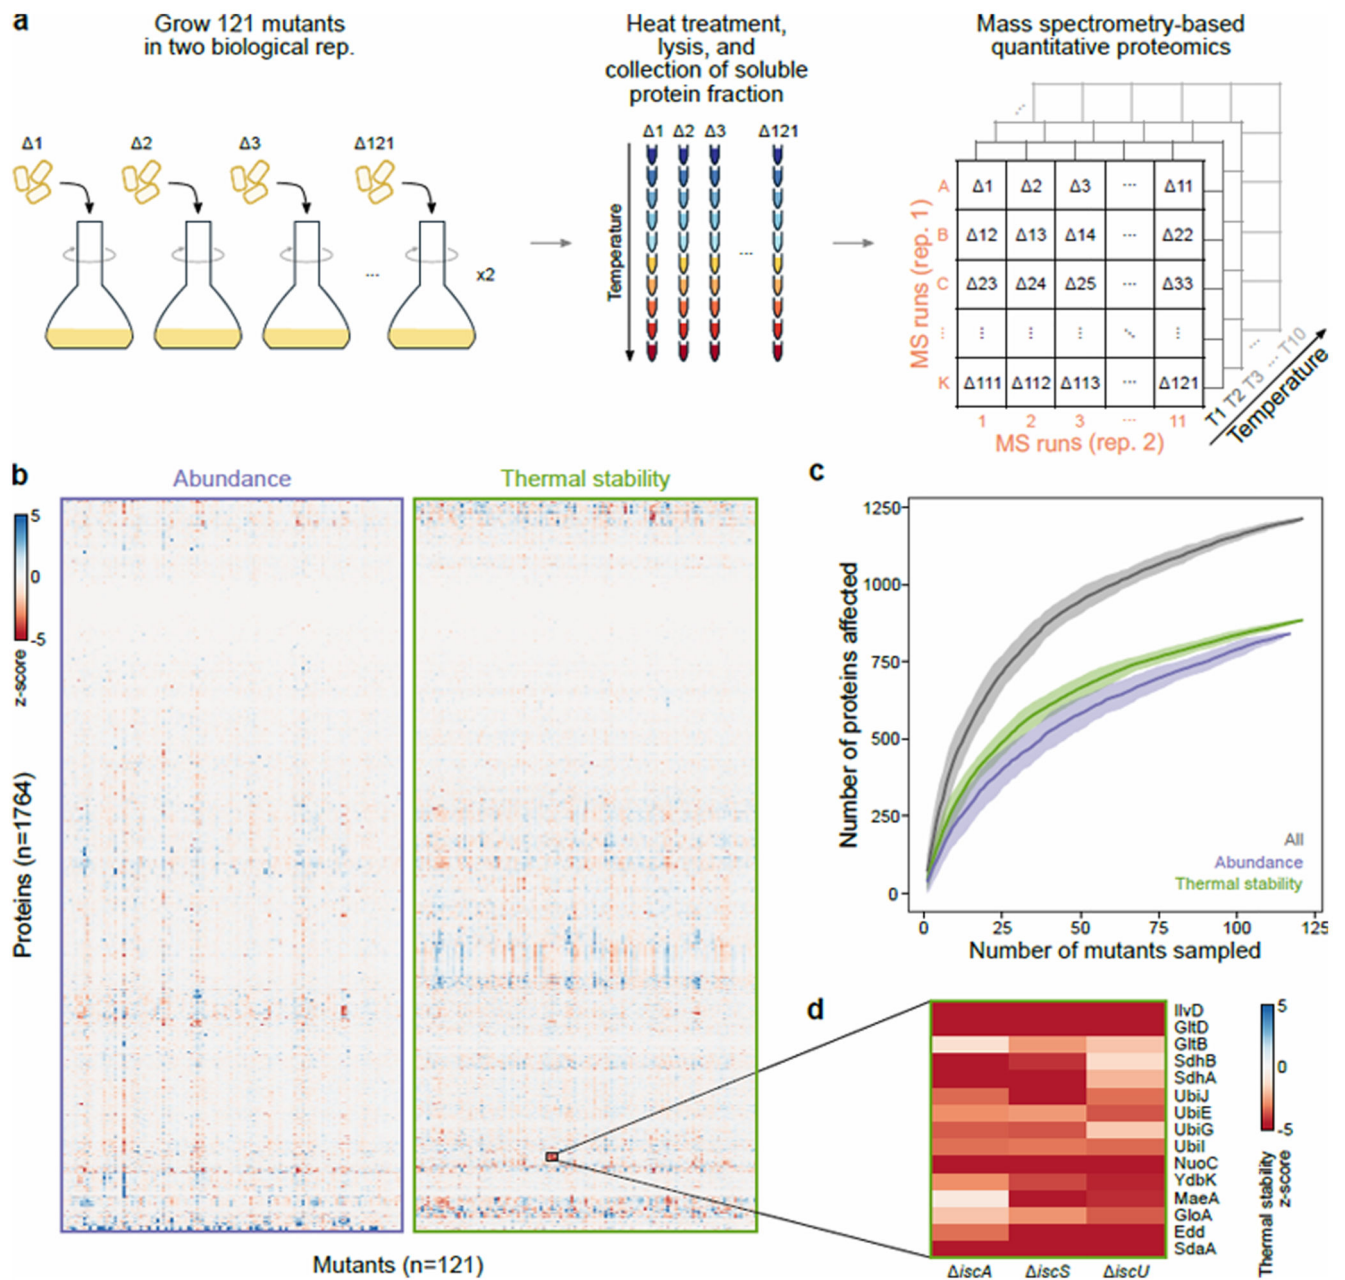 a
Grow 121 mutants
in two biological rep.
Heat treatment,
lysis, and
collection of soluble
protein fraction
Mass spectrometry-based
quantitative proteomics
Δ1 Δ2 Δ3 Δ121
... x2
Δ1 Δ2 Δ3 Δ121
...
Temperature
MS runs (rep. 1)
A Δ1 Δ2 Δ3 ... Δ11
B Δ12 Δ13 Δ14 ... Δ22
C Δ23 Δ24 Δ25 ... Δ33
⋮ ⋮ ⋮ ⋮ ⋱ ⋮
K Δ111 Δ112 Δ113 ... Δ121
1 2 3 ... 11
MS runs (rep. 2)
T1 T2 T3 ... T10
Temperature
b
Abundance
Thermal stability
5
0
-5
z-score
Proteins (n=1764)
Mutants (n=121)
c
1250
1000
750
500
250
0
Number of proteins affected
All
Abundance
Thermal stability
0 25 50 75 100 125
Number of mutants sampled
d
IlvD
GltD
GltB
SdhB
SdhA
UbiJ
UbiE
UbiG
UbiI
NuoC
YdbK
MaeA
GloA
Edd
SdaA
ΔiscA ΔiscS ΔiscU
5
0
-5
Thermal stability
z-score